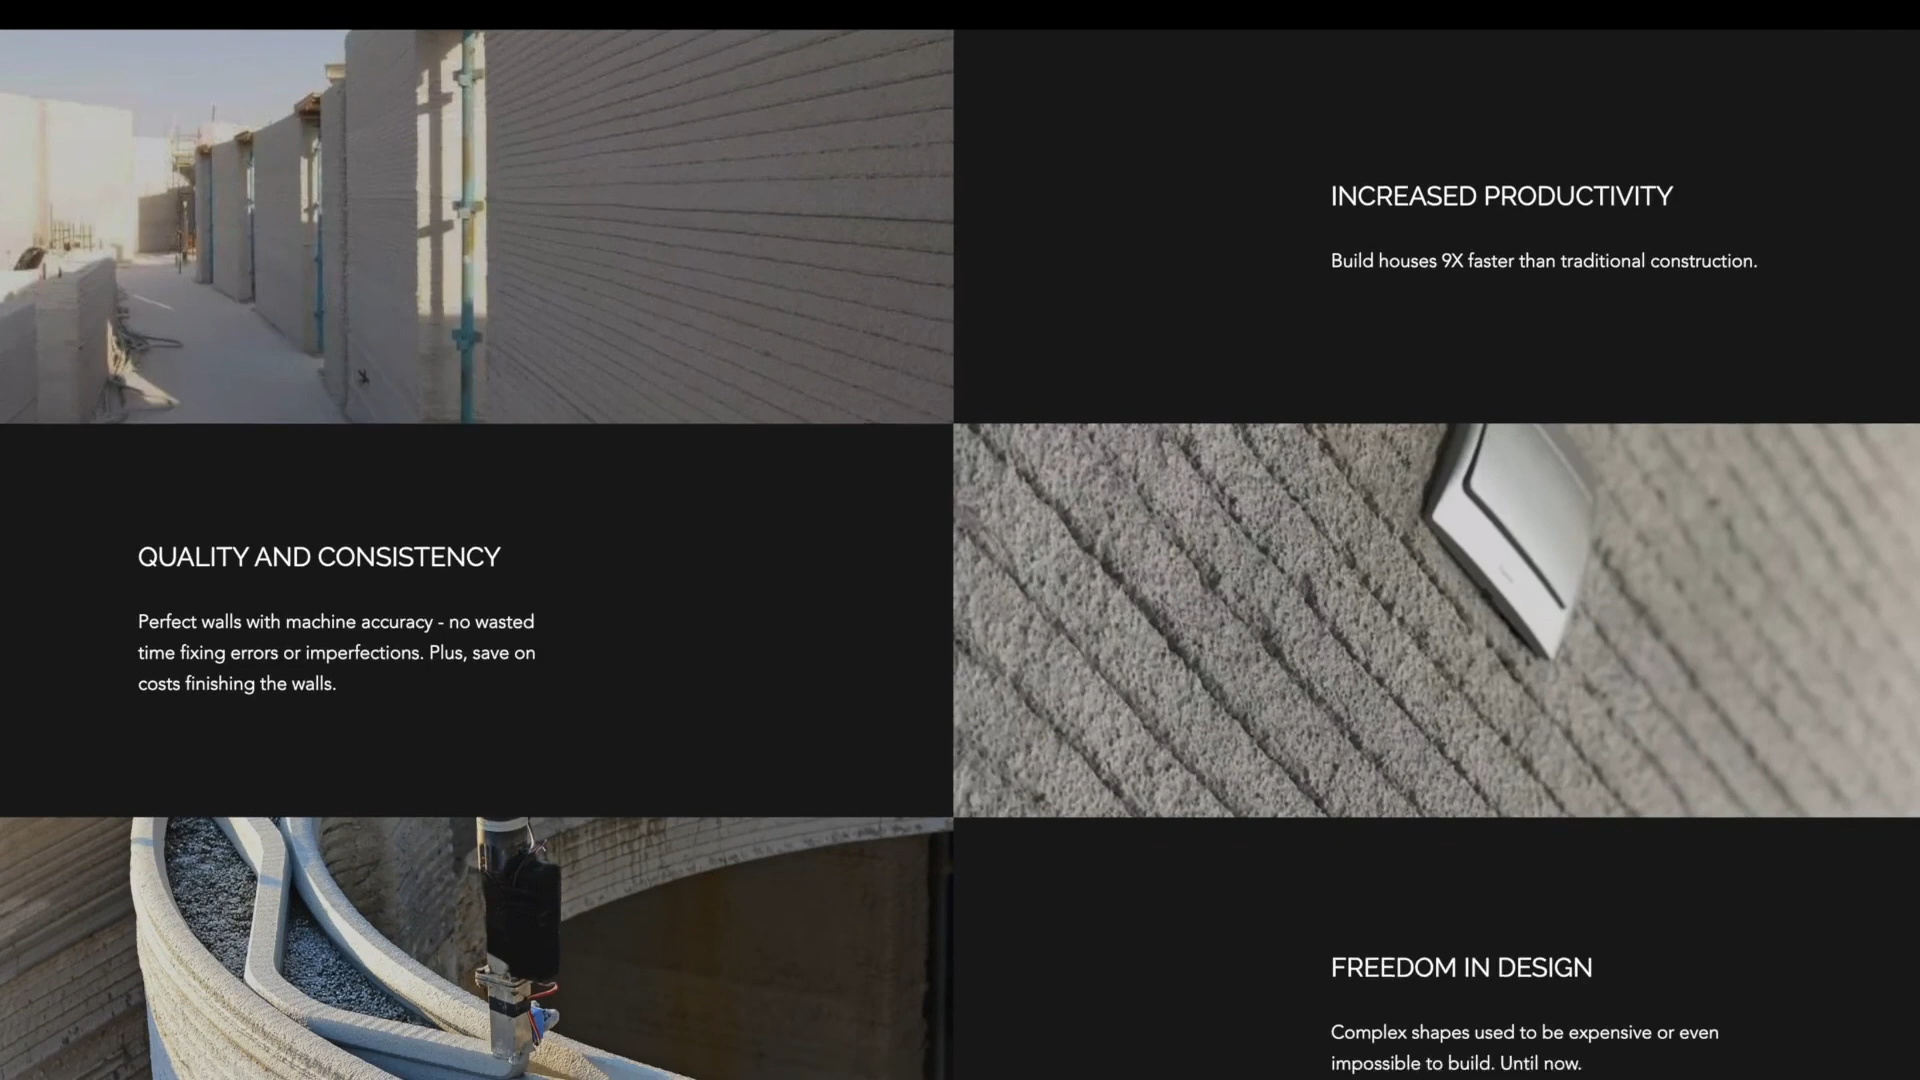 INCREASED PRODUCTIVITY
Build houses 9X faster than traditional construction.
QUALITY AND CONSISTENCY
Perfect walls with machine accuracy - no wasted
time fixing errors or imperfections. Plus, save on
costs finishing the walls.
FREEDOM IN DESIGN
Complex shapes used to be expensive or even
impossible to build. Until now.